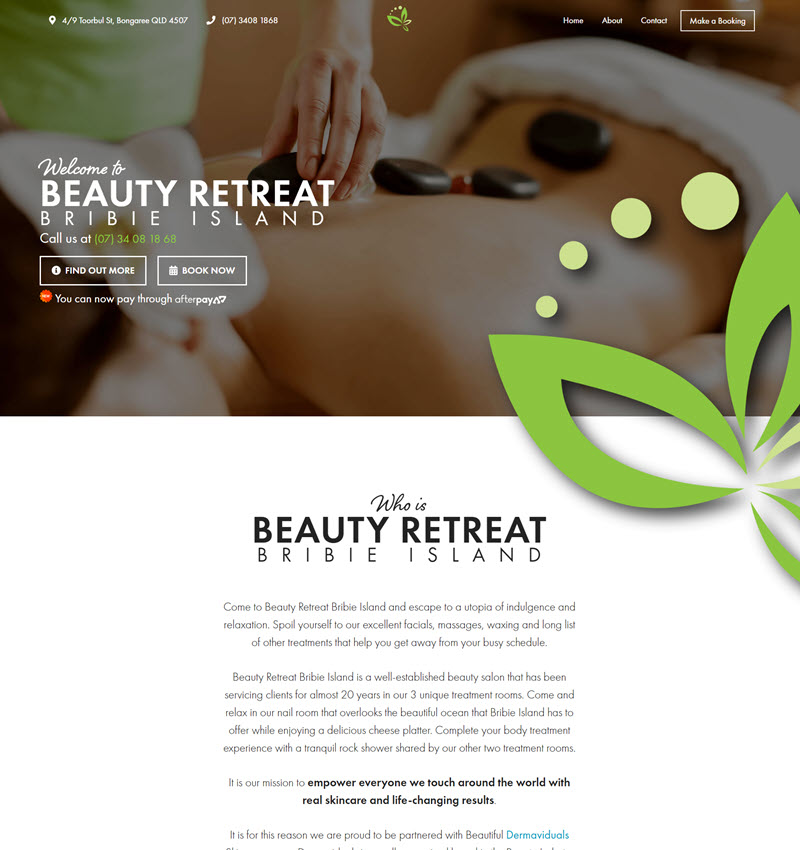 4/9 Toorbul St, Bongaree QLD 4507 (07) 3408 1868 Home About Contact Make a Booking
Welcome to
BEAUTY RETREAT
BRIBIE ISLAND
Call us at (07) 34 08 18 68
FIND OUT MORE BOOK NOW
You can now pay through afterpay
Who is
BEAUTY RETREAT
BRIBIE ISLAND
Come to Beauty Retreat Bribie Island and escape to a utopia of indulgence and
relaxation. Spoil yourself to our excellent facials, massages, waxing and long list
of other treatments that help you get away from your busy schedule.
Beauty Retreat Bribie Island is a well-established beauty salon that has been
servicing clients for almost 20 years in our 3 unique treatment rooms. Come and
relax in our nail room that overlooks the beautiful ocean that Bribie Island has to
offer while enjoying a delicious cheese platter. Complete your body treatment
experience with a tranquil rock shower shared by our other two treatment rooms.
It is our mission to empower everyone we touch around the world with
real skincare and life-changing results.
It is for this reason we are proud to be partnered with Beautiful Dermaviduals